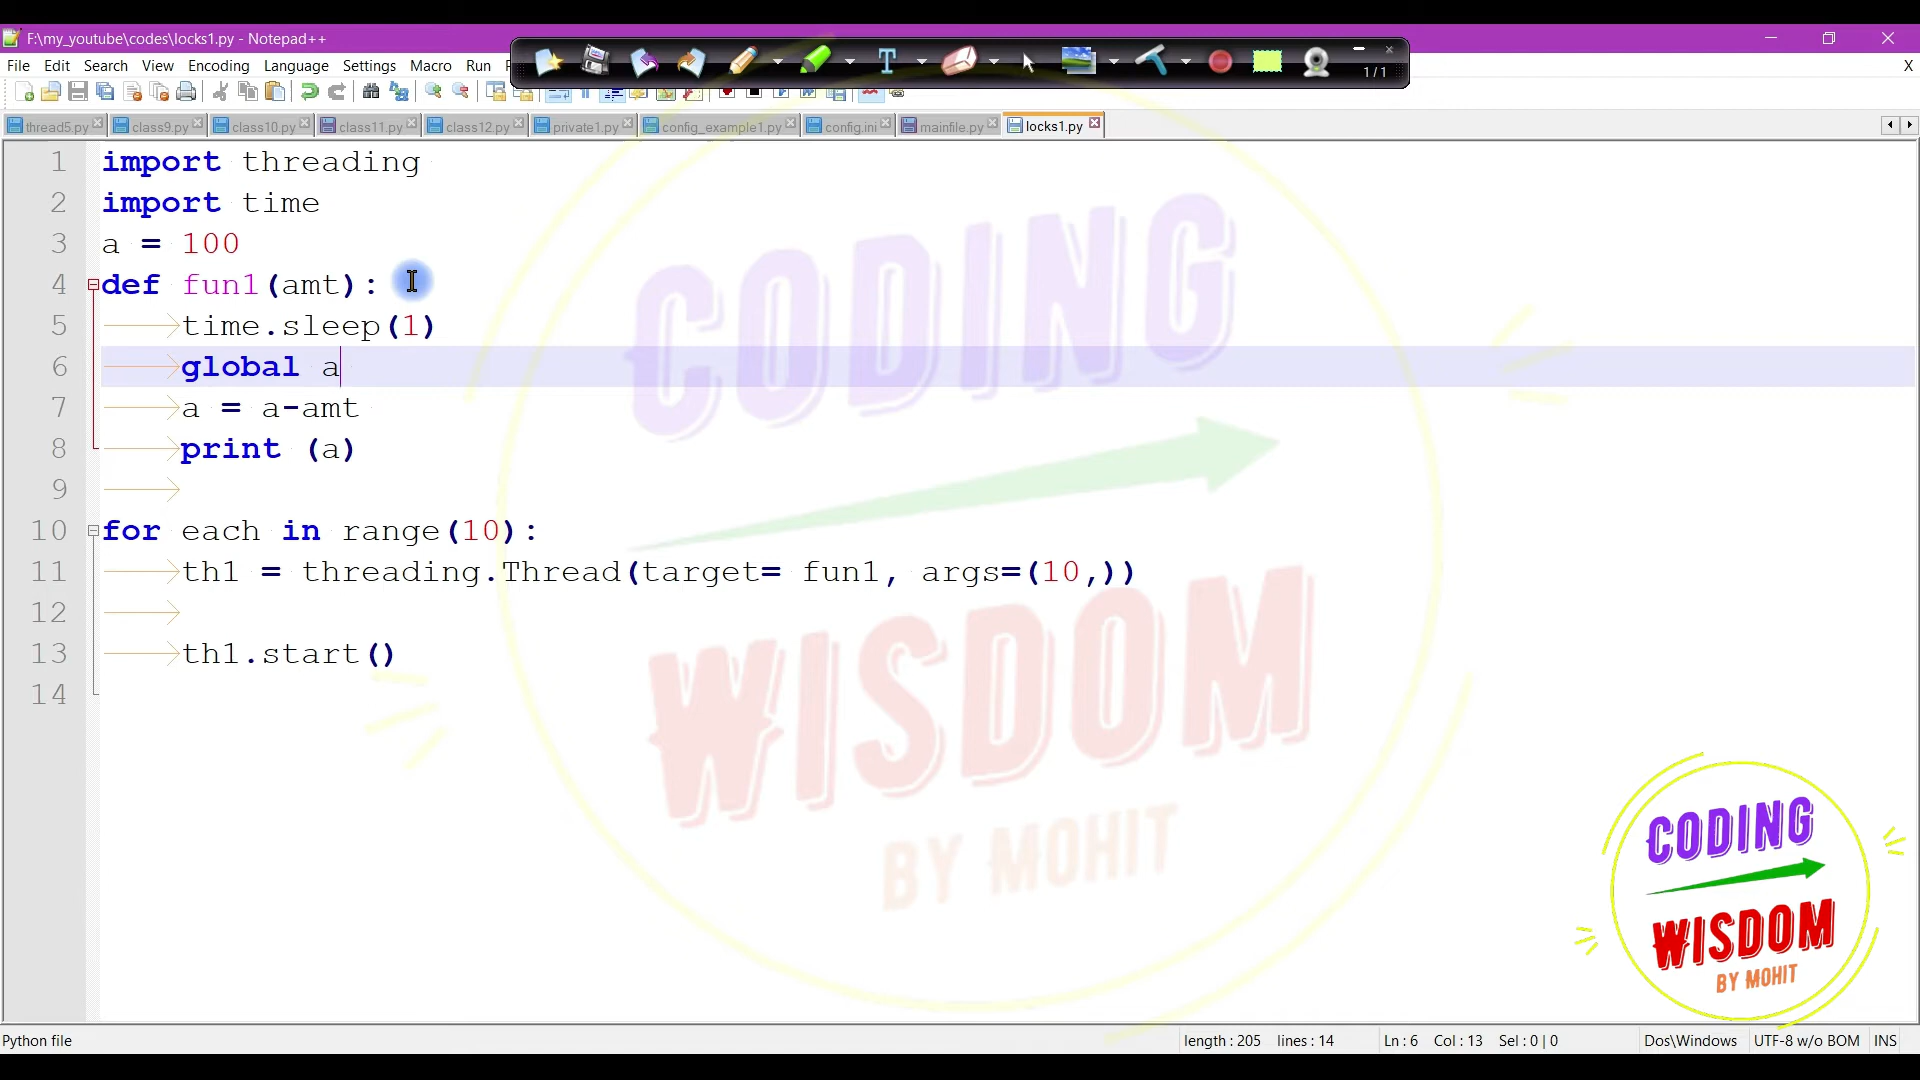 F:\my_youtube\codes\locks1.py - Notepad++
File Edit Search View Encoding Language Settings Macro Run
1/1
X
thread5.py class9.py class10.py class11.py class12.py private1.py config_example1.py config.ini mainfile.py locks1.py
1 import threading
2 import time
3 a = 100
4 def fun1(amt):
5 time.sleep(1)
6 global a
7 a = a-amt
8 print (a)
9
10 for each in range(10):
11 th1 = threading.Thread(target= fun1, args=(10,))
12
13 th1.start()
14
CODING
WISDOM
BY MOHIT
CODING
WISDOM
BY MOHIT
Python file length : 205 lines : 14 Ln : 6 Col : 13 Sel : 0 | 0 Dos\Windows UTF-8 w/o BOM INS